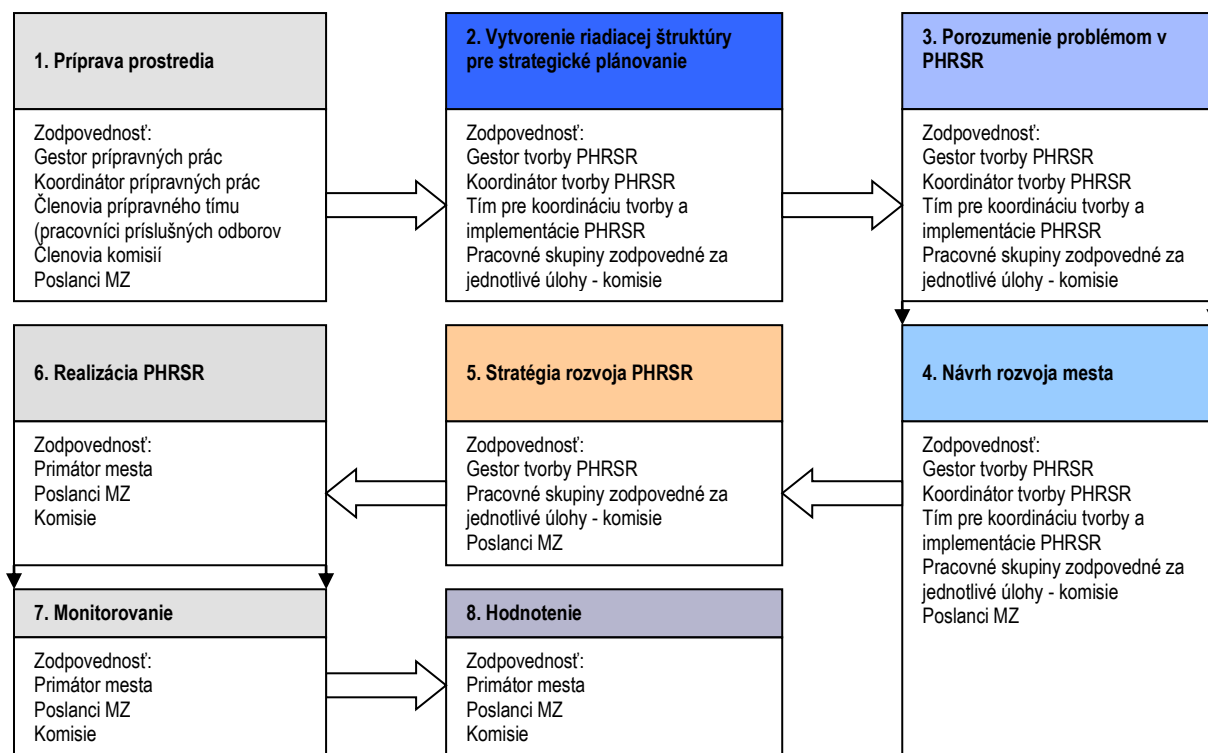 1. Príprava prostredia
Zodpovednosť:
Gestor prípravných prác
Koordinátor prípravných prác
Členovia prípravného tímu
(pracovníci príslušných odborov
Členovia komisií
Poslanci MZ
2. Vytvorenie riadiacej štruktúry
pre strategické plánovanie
Zodpovednosť:
Gestor tvorby PHRSR
Koordinátor tvorby PHRSR
Tím pre koordináciu tvorby a
implementácie PHRSR
Pracovné skupiny zodpovedné za
jednotlivé úlohy - komisie
3. Porozumenie problémom v
PHRSR
Zodpovednosť:
Gestor tvorby PHRSR
Koordinátor tvorby PHRSR
Tím pre koordináciu tvorby a
implementácie PHRSR
Pracovné skupiny zodpovedné za
jednotlivé úlohy - komisie
4. Návrh rozvoja mesta
Zodpovednosť:
Gestor tvorby PHRSR
Koordinátor tvorby PHRSR
Tím pre koordináciu tvorby a
implementácie PHRSR
Pracovné skupiny zodpovedné za
jednotlivé úlohy - komisie
Poslanci MZ
5. Stratégia rozvoja PHRSR
Zodpovednosť:
Gestor tvorby PHRSR
Pracovné skupiny zodpovedné za
jednotlivé úlohy - komisie
Poslanci MZ
6. Realizácia PHRSR
Zodpovednosť:
Primátor mesta
Poslanci MZ
Komisie
7. Monitorovanie
Zodpovednosť:
Primátor mesta
Poslanci MZ
Komisie
8. Hodnotenie
Zodpovednosť:
Primátor mesta
Poslanci MZ
Komisie